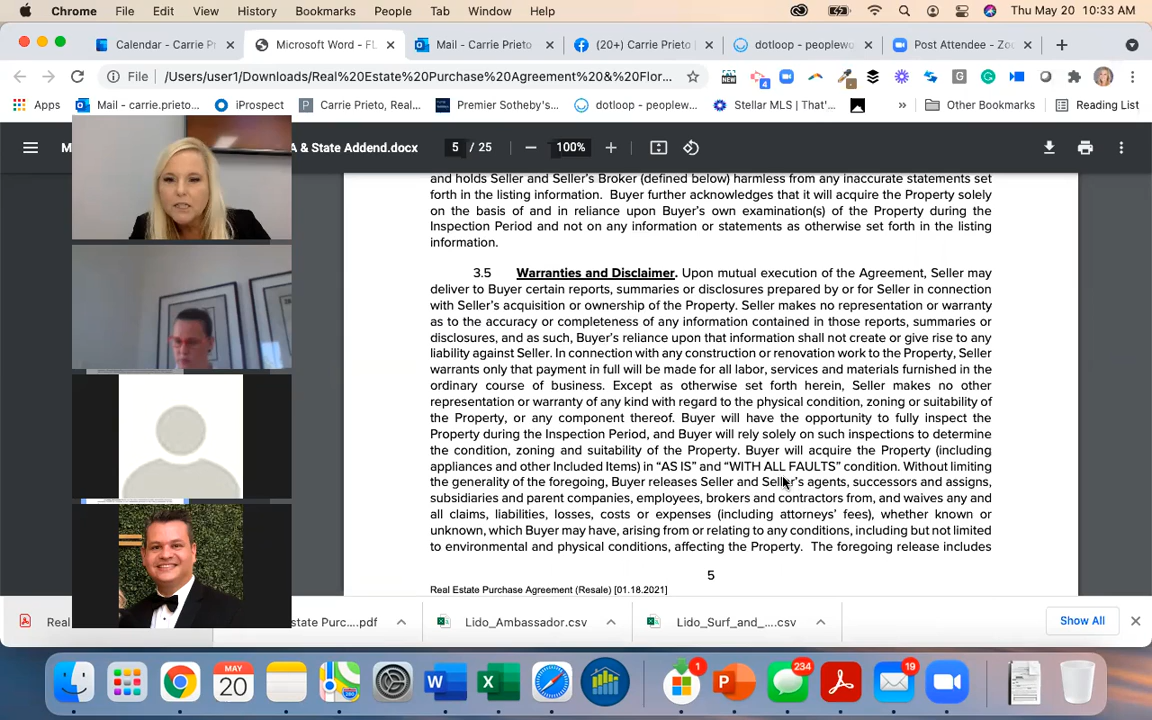 Chrome File Edit View History Bookmarks People Tab Window Help Thu May 20 10:33 AM
Calendar - Carrie Pr Microsoft Word - FL Mail - Carrie Prieto (20+) Carrie Prieto dotloop - peoplewo Post Attendee - Zoo
File /Users/user1/Downloads/Real%20Estate%20Purchase%20Agreement%20&%20Flor...
NEW 4
Apps Mail - carrie.prieto... iProspect Carrie Prieto, Real... Premier Sotheby's... dotloop - peoplew... Stellar MLS | That'... » Other Bookmarks Reading List
M A & State Addend.docx 5 / 25 100%
and holds Seller and Seller's Broker (defined below) harmless from any inaccurate statements set
forth in the listing information. Buyer further acknowledges that it will acquire the Property solely
on the basis of and in reliance upon Buyer's own examination(s) of the Property during the
Inspection Period and not on any information or statements as otherwise set forth in the listing
information.
3.5 Warranties and Disclaimer. Upon mutual execution of the Agreement, Seller may
deliver to Buyer certain reports, summaries or disclosures prepared by or for Seller in connection
with Seller's acquisition or ownership of the Property. Seller makes no representation or warranty
as to the accuracy or completeness of any information contained in those reports, summaries or
disclosures, and as such, Buyer's reliance upon that information shall not create or give rise to any
liability against Seller. In connection with any construction or renovation work to the Property, Seller
warrants only that payment in full will be made for all labor, services and materials furnished in the
ordinary course of business. Except as otherwise set forth herein, Seller makes no other
representation or warranty of any kind with regard to the physical condition, zoning or suitability of
the Property, or any component thereof. Buyer will have the opportunity to fully inspect the
Property during the Inspection Period, and Buyer will rely solely on such inspections to determine
the condition, zoning and suitability of the Property. Buyer will acquire the Property (including
appliances and other Included Items) in “AS IS” and “WITH ALL FAULTS” condition. Without limiting
the generality of the foregoing, Buyer releases Seller and Seller's agents, successors and assigns,
subsidiaries and parent companies, employees, brokers and contractors from, and waives any and
all claims, liabilities, losses, costs or expenses (including attorneys' fees), whether known or
unknown, which Buyer may have, arising from or relating to any conditions, including but not limited
to environmental and physical conditions, affecting the Property. The foregoing release includes
5
Real Estate Purchase Agreement (Resale) [01.18.2021]
Real state Purc....pdf Lido_Ambassador.csv Lido_Surf_and_....csv Show All
MAY
20
1 234 19